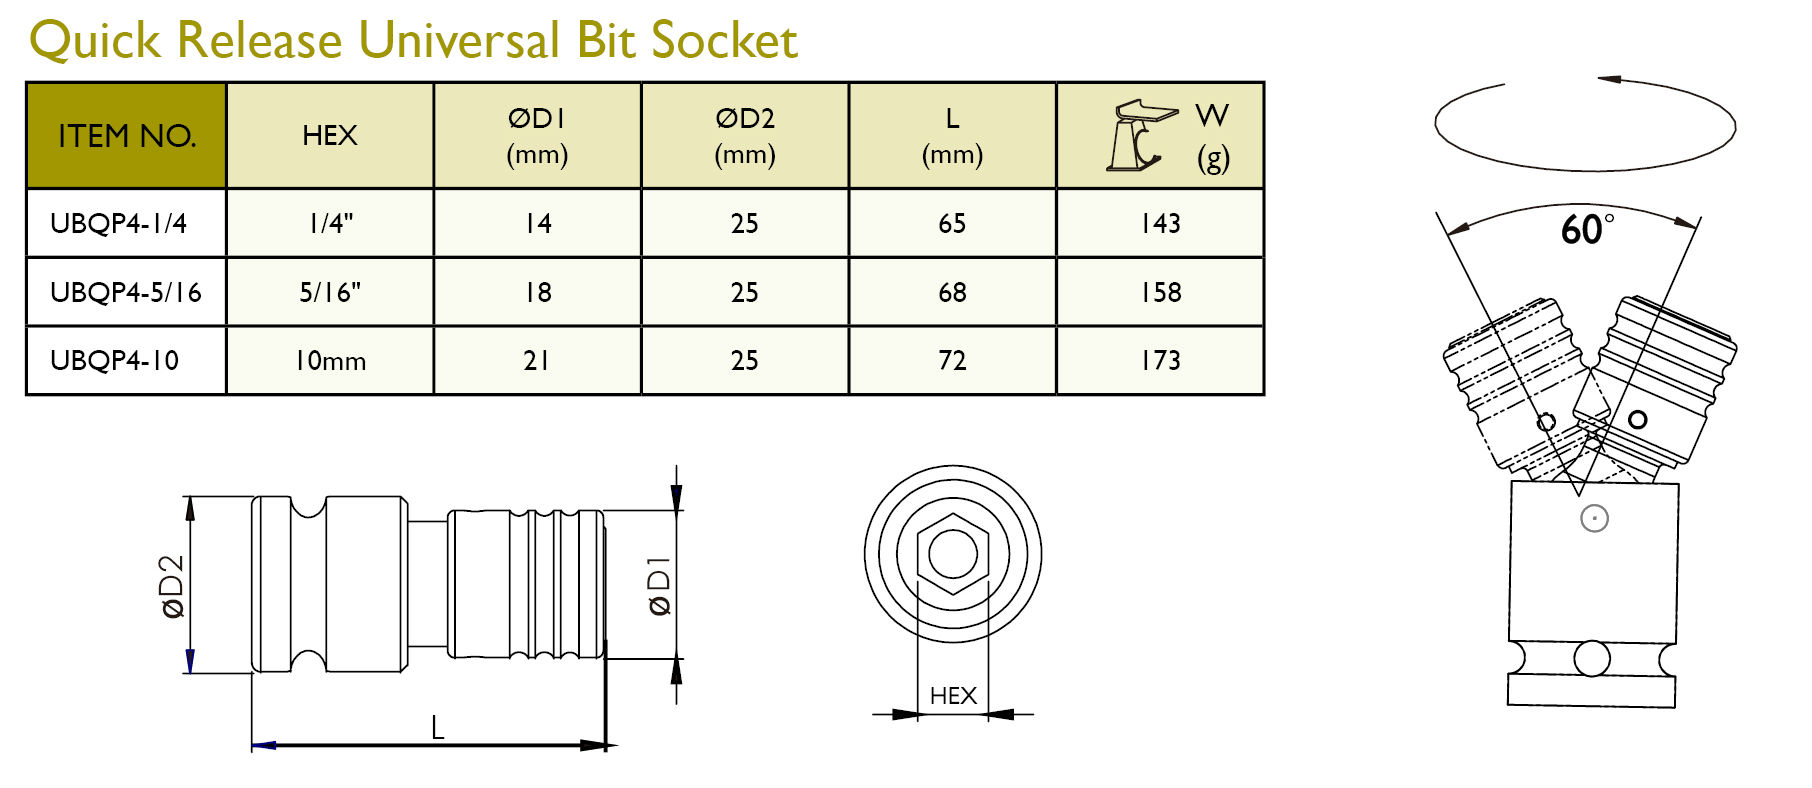 Quick Release Universal Bit Socket
ITEM NO. HEX ØD1 (mm) ØD2 (mm) L (mm) W (g)
UBQP4-1/4 1/4" 14 25 65 143
UBQP4-5/16 5/16" 18 25 68 158
UBQP4-10 10mm 21 25 72 173
60°
øD2
øD1
HEX
L